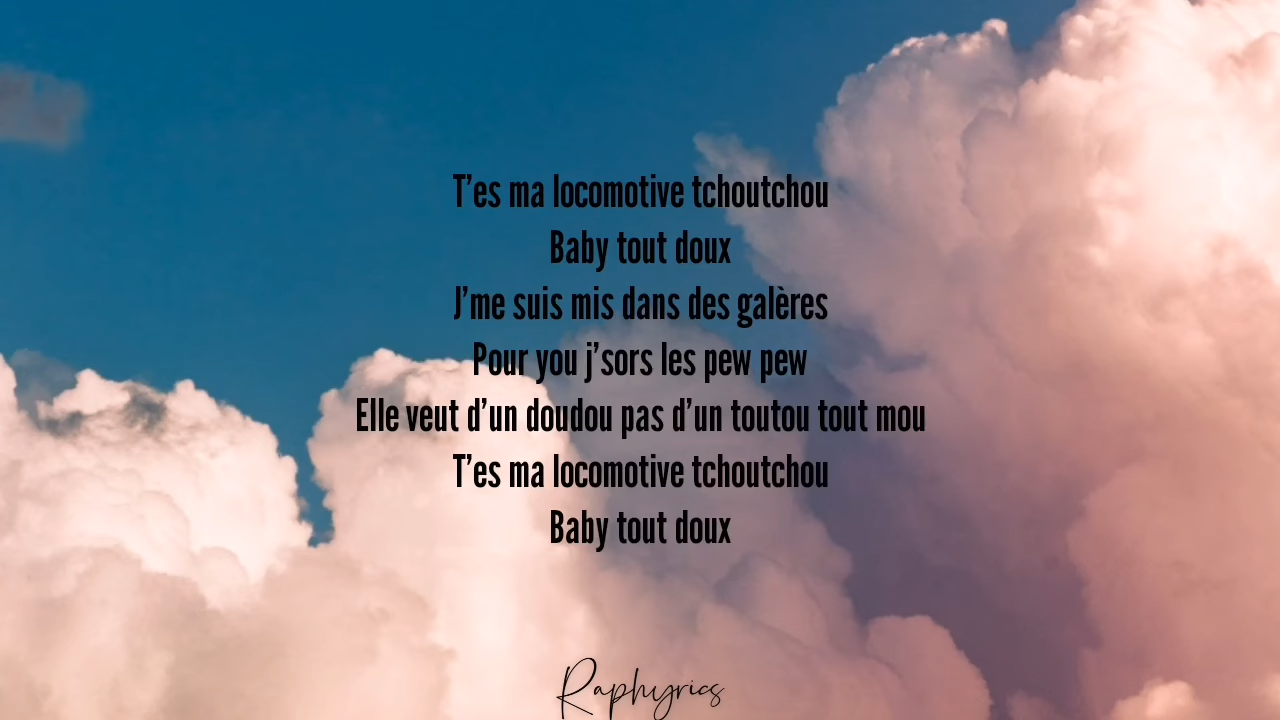 T'es ma locomotive tchoutchou
Baby tout doux
J'me suis mis dans des galères
Pour you j'sors les pew pew
Elle veut d'un doudou pas d'un toutou tout mou
T'es ma locomotive tchoutchou
Baby tout doux
Raphyrics